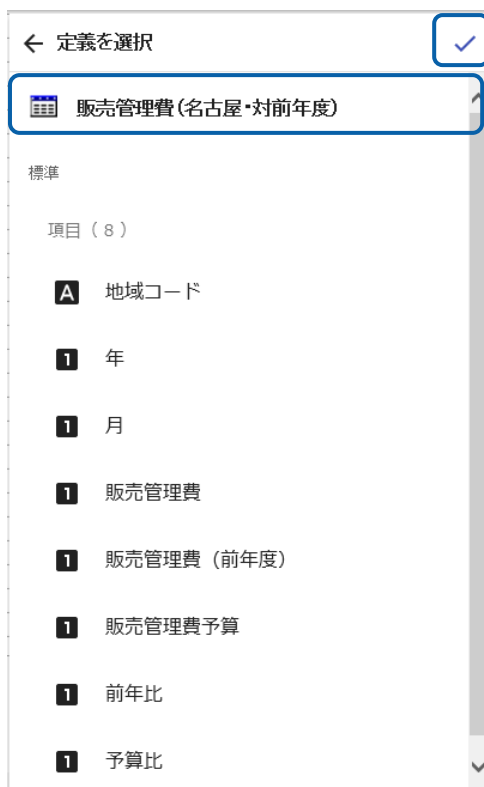 ← 定義を選択
販売管理費(名古屋・対前年度)
標準
項目（8）
A 地域コード
1 年
1 月
1 販売管理費
1 販売管理費（前年度）
1 販売管理費予算
1 前年比
1 予算比